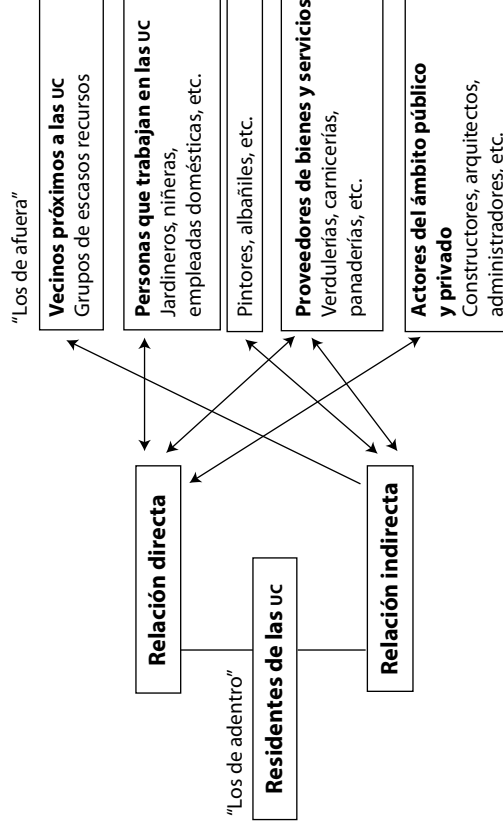 "Los de adentro"
Residentes de las UC
Relación directa
Relación indirecta
"Los de afuera"
Vecinos próximos a las UC
Grupos de escasos recursos
Personas que trabajan en las UC
Jardineros, niñeras,
empleadas domésticas, etc.
Pintores, albañiles, etc.
Proveedores de bienes y servicios
Verdulerías, carnicerías,
panaderías, etc.
Actores del ámbito público
y privado
Constructores, arquitectos,
administradores, etc.